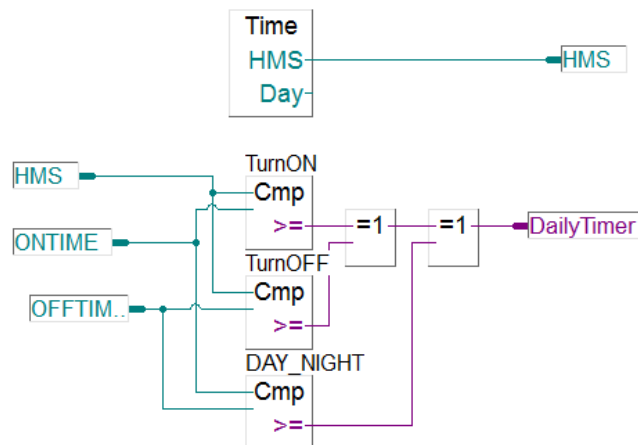 Time
HMS
HMS
Day
TurnON
HMS
Cmp
>=
=1
=1
DailyTimer
ONTIME
TurnOFF
Cmp
OFFTIM..
>=
DAY_NIGHT
Cmp
>=